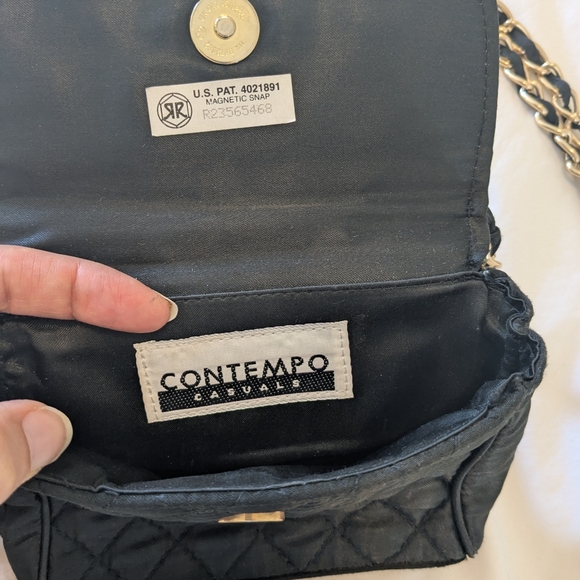 U.S. PAT. 4021891
MAGNETIC SNAP
R23565468
CONTEMPO
CASUALS